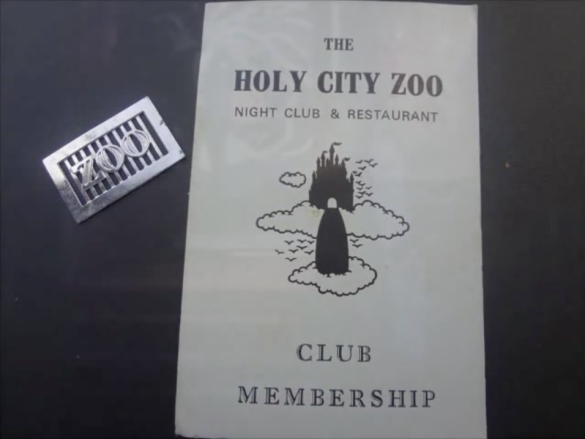 THE
HOLY CITY ZOO
NIGHT CLUB & RESTAURANT
ZOO
CLUB
MEMBERSHIP